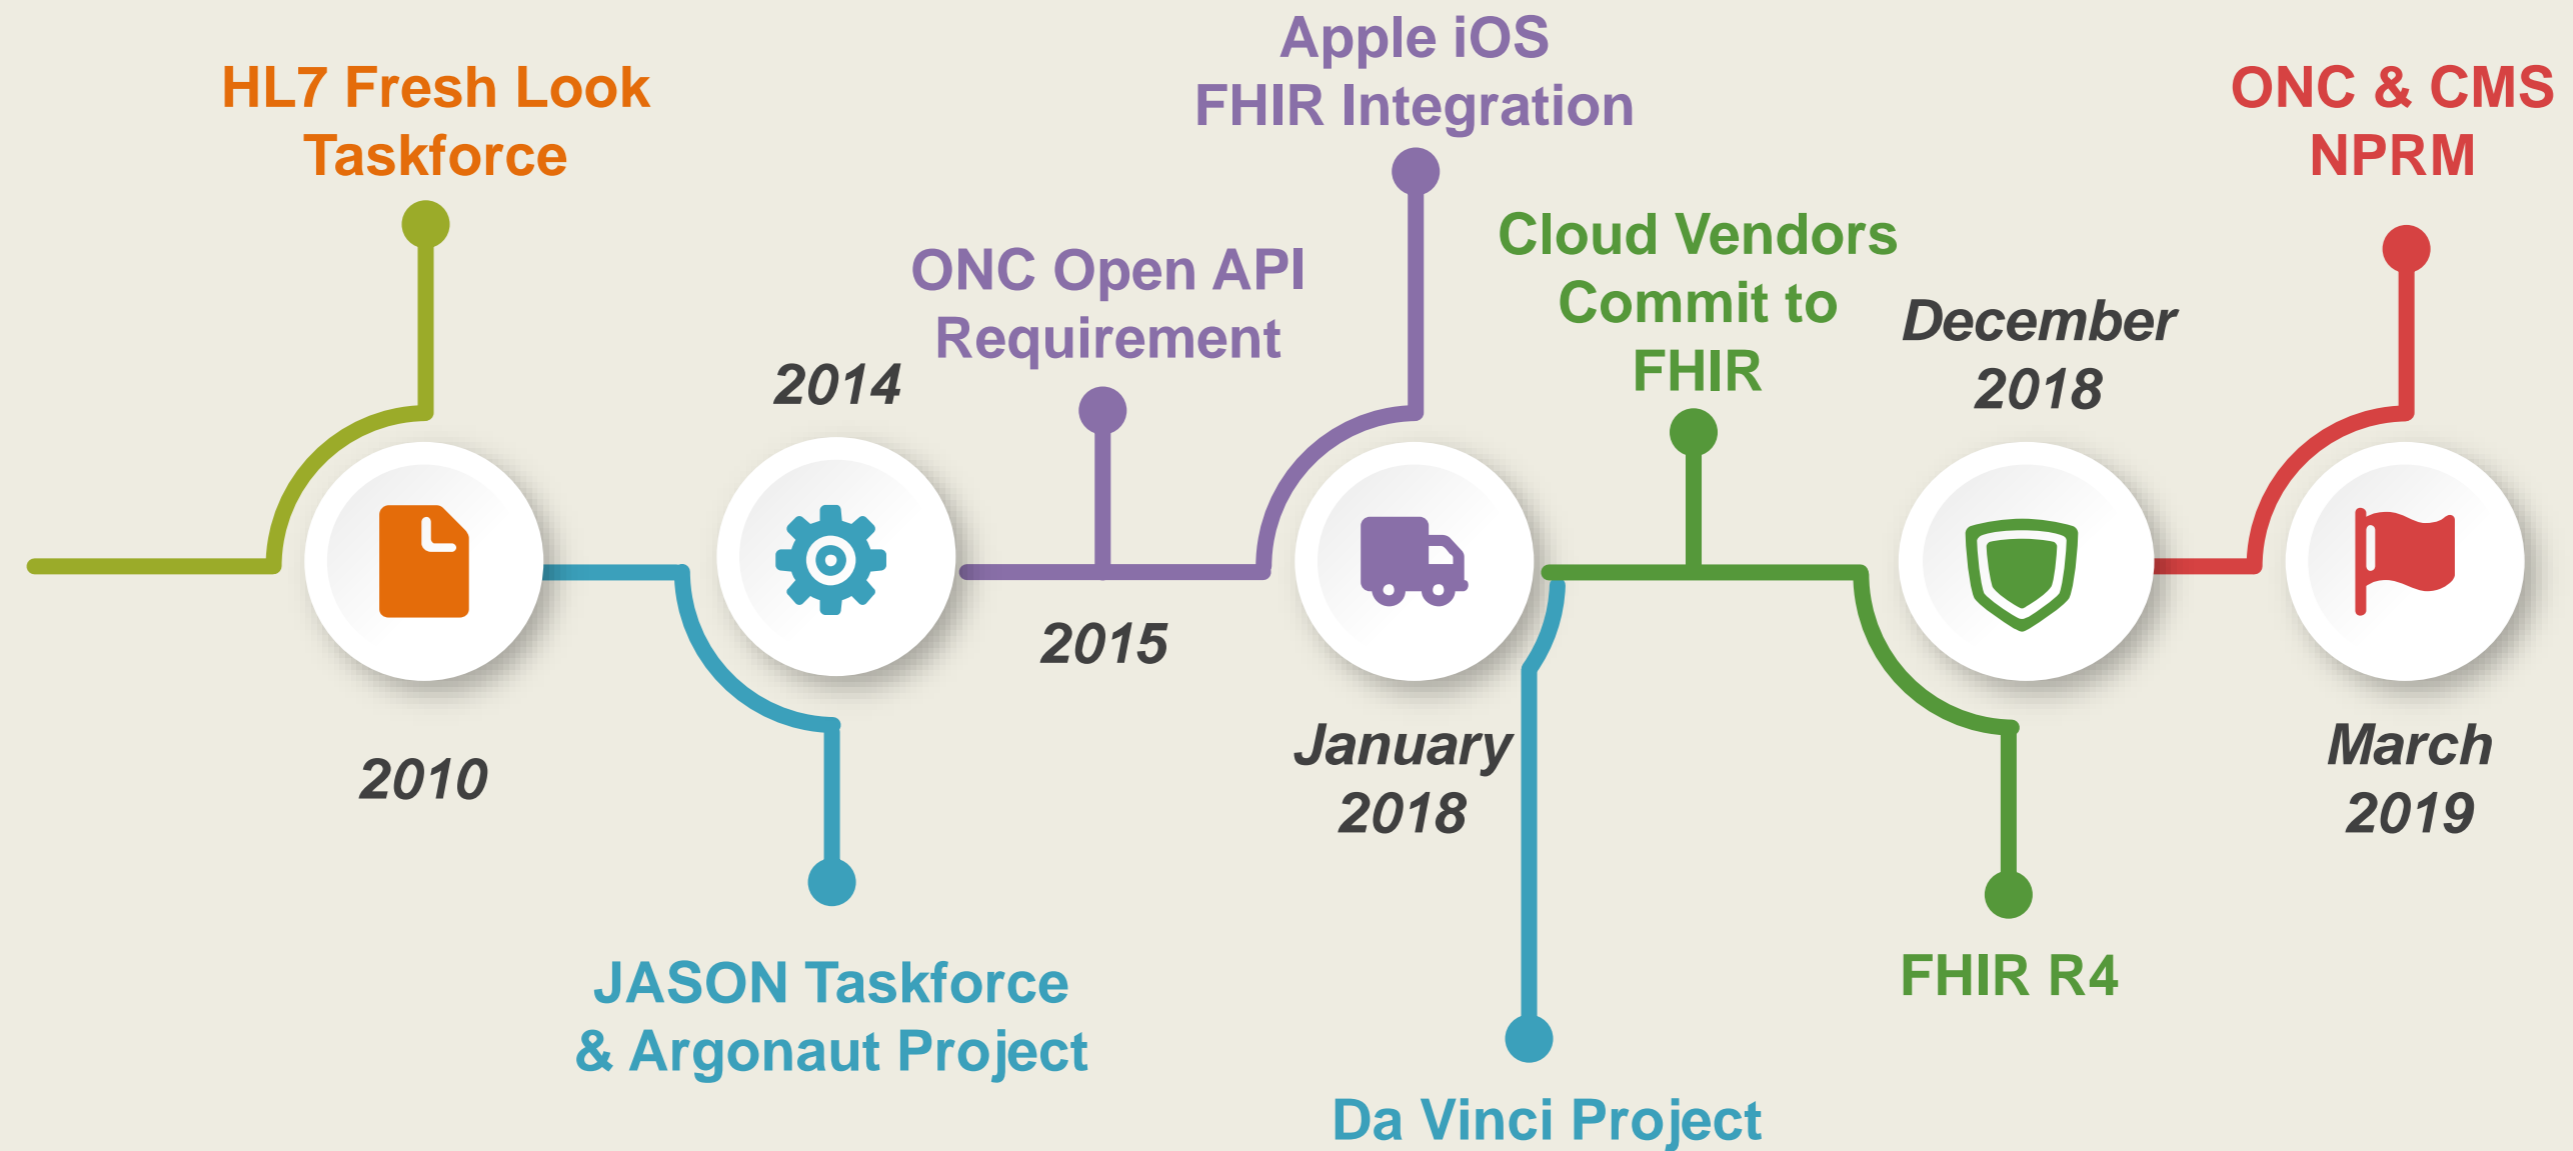 HL7 Fresh Look
Taskforce
2010
2014
JASON Taskforce
& Argonaut Project
ONC Open API
Requirement
2015
Apple iOS
FHIR Integration
January
2018
Da Vinci Project
Cloud Vendors
Commit to
FHIR
December
2018
FHIR R4
ONC & CMS
NPRM
March
2019